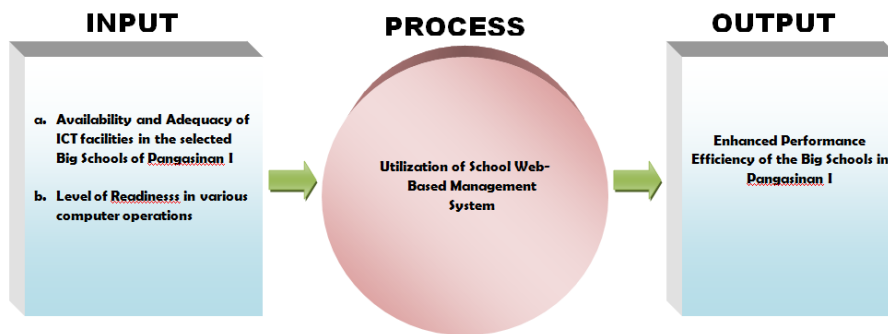 INPUT
a. Availability and Adequacy of
ICT facilities in the selected
Big Schools of Pangasinan I
b. Level of Readinesss in various
computer operations
PROCESS
Utilization of School Web-
Based Management
System
OUTPUT
Enhanced Performance
Efficiency of the Big Schools in
Pangasinan I